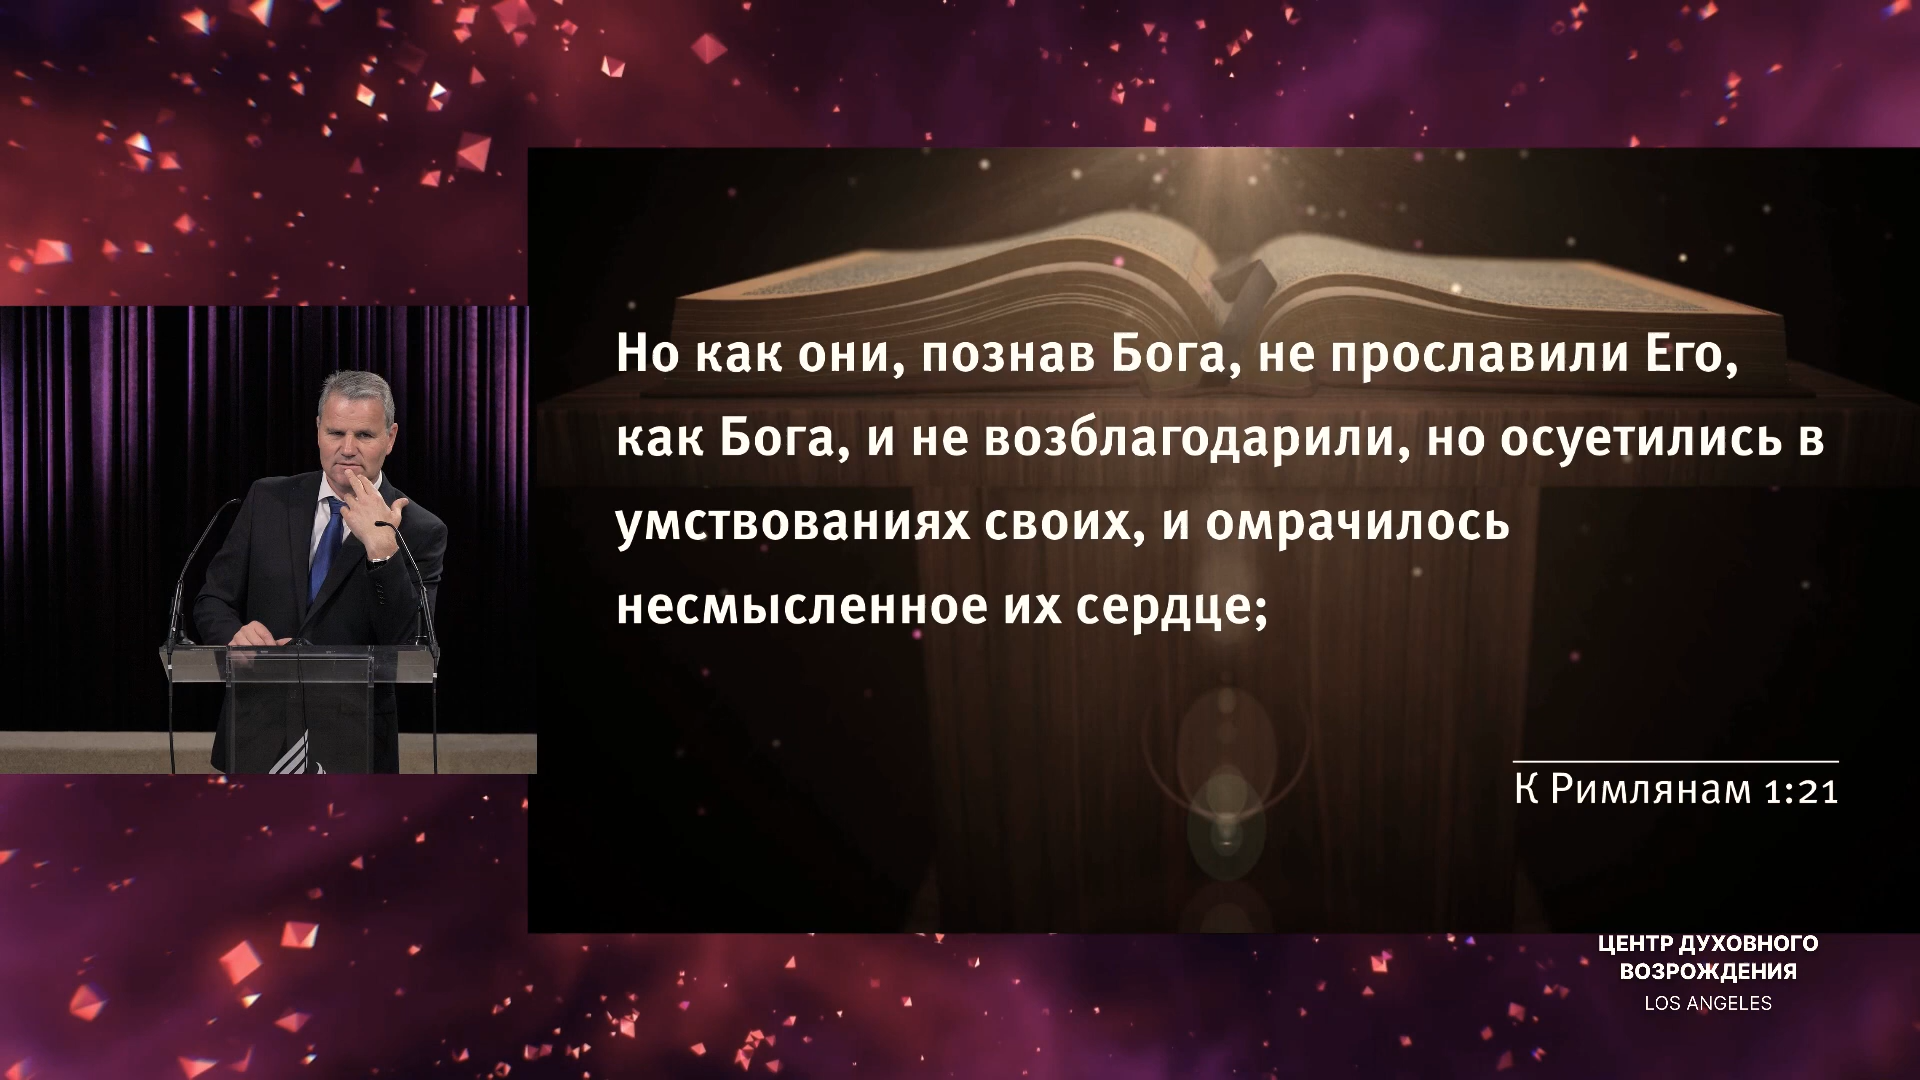 Но как они, познав Бога, не прославили Его,
как Бога, и не возблагодарили, но осуетились в
умствованиях своих, и омрачилось
несмысленное их сердце;
К Римлянам 1:21
ЦЕНТР ДУХОВНОГО
ВОЗРОЖДЕНИЯ
LOS ANGELES